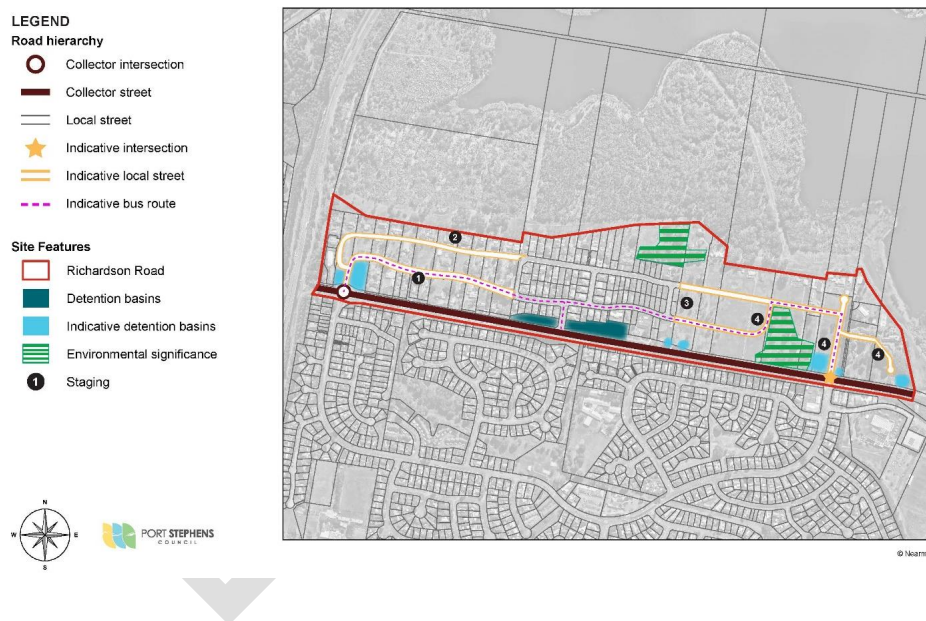 LEGEND
Road hierarchy
Collector intersection
Collector street
Local street
Indicative intersection
Indicative local street
Indicative bus route
Site Features
Richardson Road
Detention basins
Indicative detention basins
Environmental significance
1 Staging
N
W E
S
PORT STEPHENS
COUNCIL
2
1
3
4
4
4
© Nearm